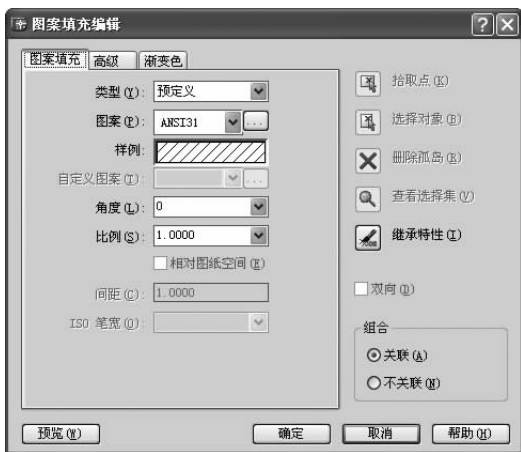 图案填充编辑
图案填充 高级 渐变色
类型(Y): 预定义
图案(P): ANSI31 ...
样例:
自定义图案(T): ...
角度(L): 0
比例(S): 1.0000
相对图纸空间(E)
间距(C): 1.0000
ISO 笔宽(O):
拾取点(K)
选择对象(B)
删除孤岛(R)
查看选择集(V)
继承特性(I)
双向(D)
组合
关联(A)
不关联(N)
预览(W) 确定 取消 帮助(H)